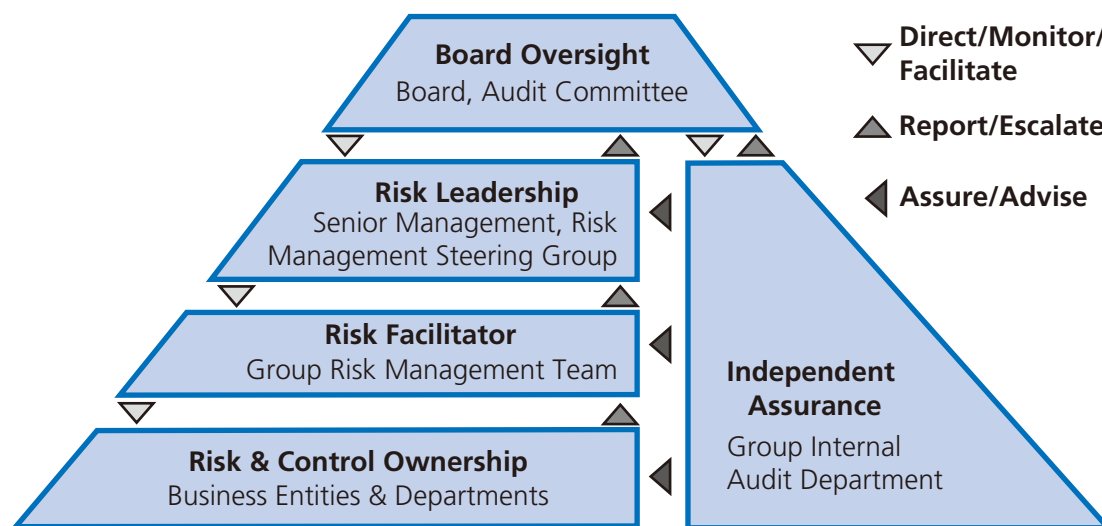 Board Oversight
Board, Audit Committee
Direct/Monitor/
Facilitate
Report/Escalate
Assure/Advise
Risk Leadership
Senior Management, Risk
Management Steering Group
Risk Facilitator
Group Risk Management Team
Risk & Control Ownership
Business Entities & Departments
Independent
Assurance
Group Internal
Audit Department